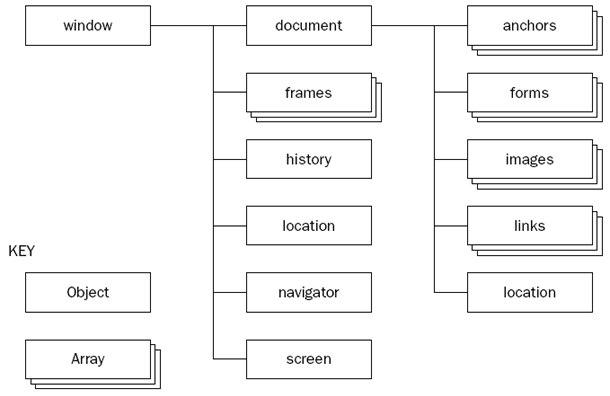 window
document
anchors
frames
forms
history
images
location
links
KEY
Object
navigator
location
Array
screen